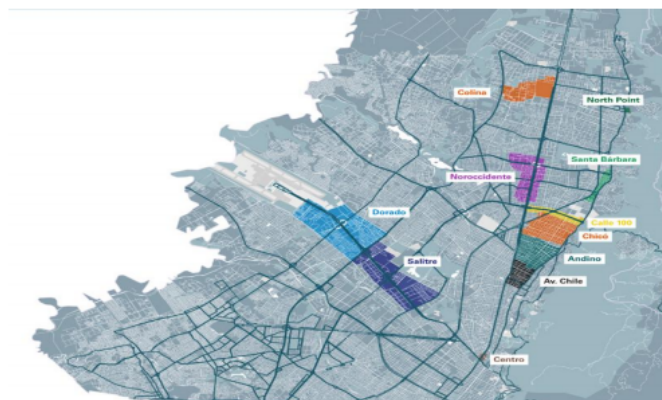 Colina
North Point
Santa Bárbara
Noroccidente
Dorado
Calle 100
Chicó
Salitre
Andino
Av. Chile
Centro